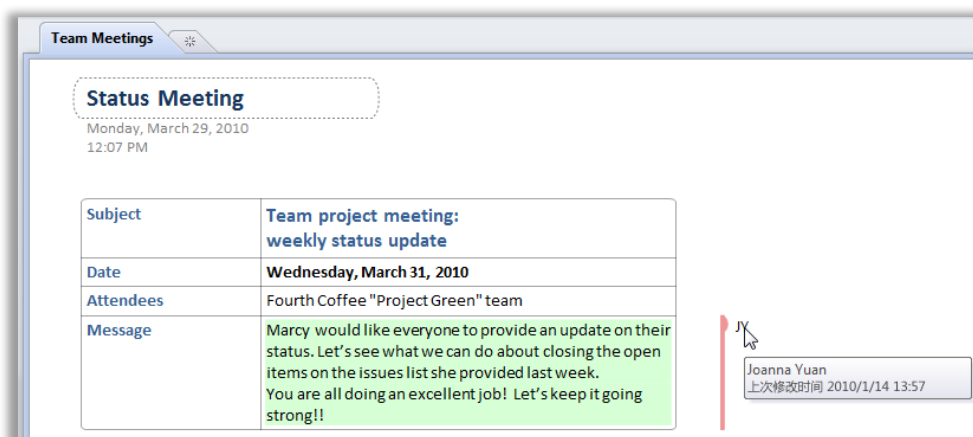 Team Meetings
Status Meeting
Monday, March 29, 2010
12:07 PM
Subject
Team project meeting:
weekly status update
Date
Wednesday, March 31, 2010
Attendees
Fourth Coffee "Project Green" team
Message
Marcy would like everyone to provide an update on their
status. Let's see what we can do about closing the open
items on the issues list she provided last week.
You are all doing an excellent job! Let's keep it going
strong!!
JY
Joanna Yuan
上次修改时间 2010/1/14 13:57